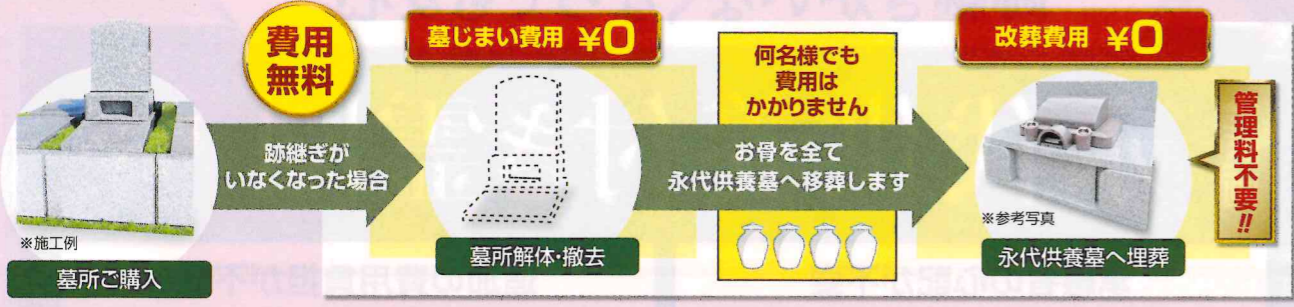 費用
無料
墓じまい費用 ¥0
何名様でも
費用は
かかりません
改葬費用 ¥0
管理料不要!!
跡継ぎが
いなくなった場合
お骨を全て
永代供養墓へ移葬します
※施工例
※参考写真
墓所ご購入
墓所解体・撤去
永代供養墓へ埋葬